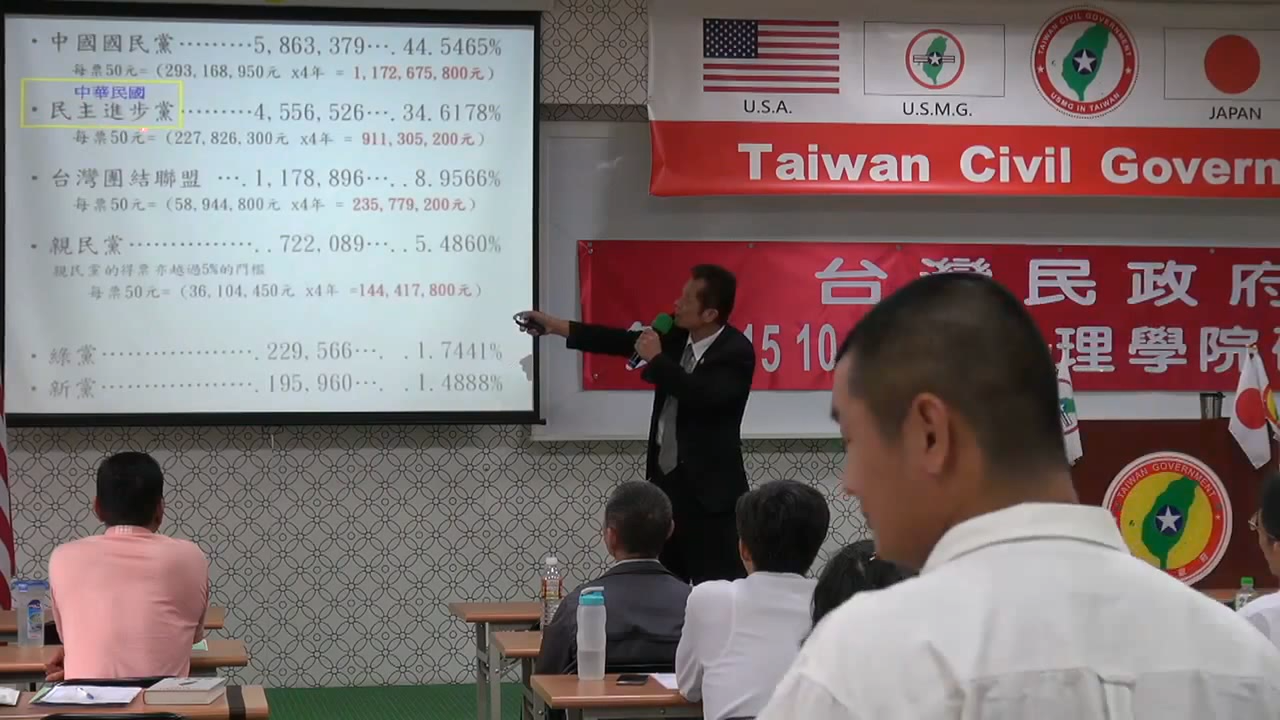 • 中國國民黨·········5,863,379···.44.5465%
每票50元=（293,168,950元 x4年 = 1,172,675,800元）
中華民國
• 民主進步黨·········4,556,526···.34.6178%
每票50元=（227,826,300元 x4年 = 911,305,200元）
• 台灣團結聯盟 ···.1,178,896···..8.9566%
每票50元=（58,944,800元 x4年 = 235,779,200元）
• 親民黨···············..722,089···..5.4860%
親民黨的得票亦越過5%的門檻
每票50元=（36,104,450元 x4年 =144,417,800元）
• 綠黨··················.229,566···..1.7441%
• 新黨··················.195,960···..1.4888%
U.S.A.
U.S.M.G.
TAIWAN CIVIL GOVERNMENT
USMG IN TAIWAN
JAPAN
Taiwan Civil Govern
台灣民政府
15 10
理學院
TAIWAN GOVERNMENT